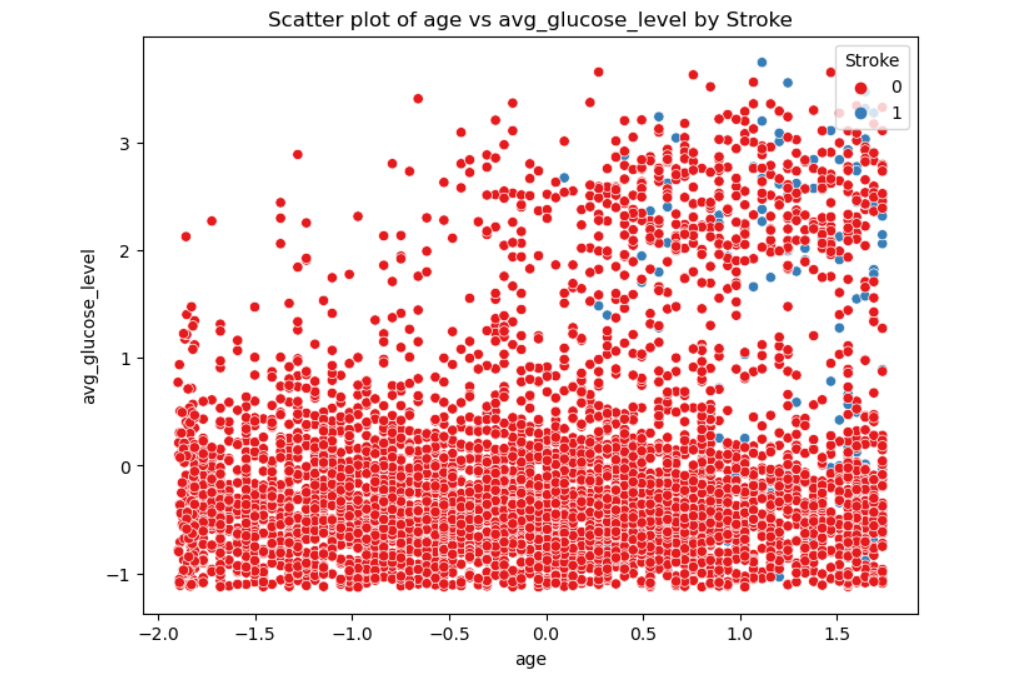 Scatter plot of age vs avg_glucose_level by Stroke
Stroke
0
1
avg_glucose_level
3
2
1
0
−1
−2.0 −1.5 −1.0 −0.5 0.0 0.5 1.0 1.5
age